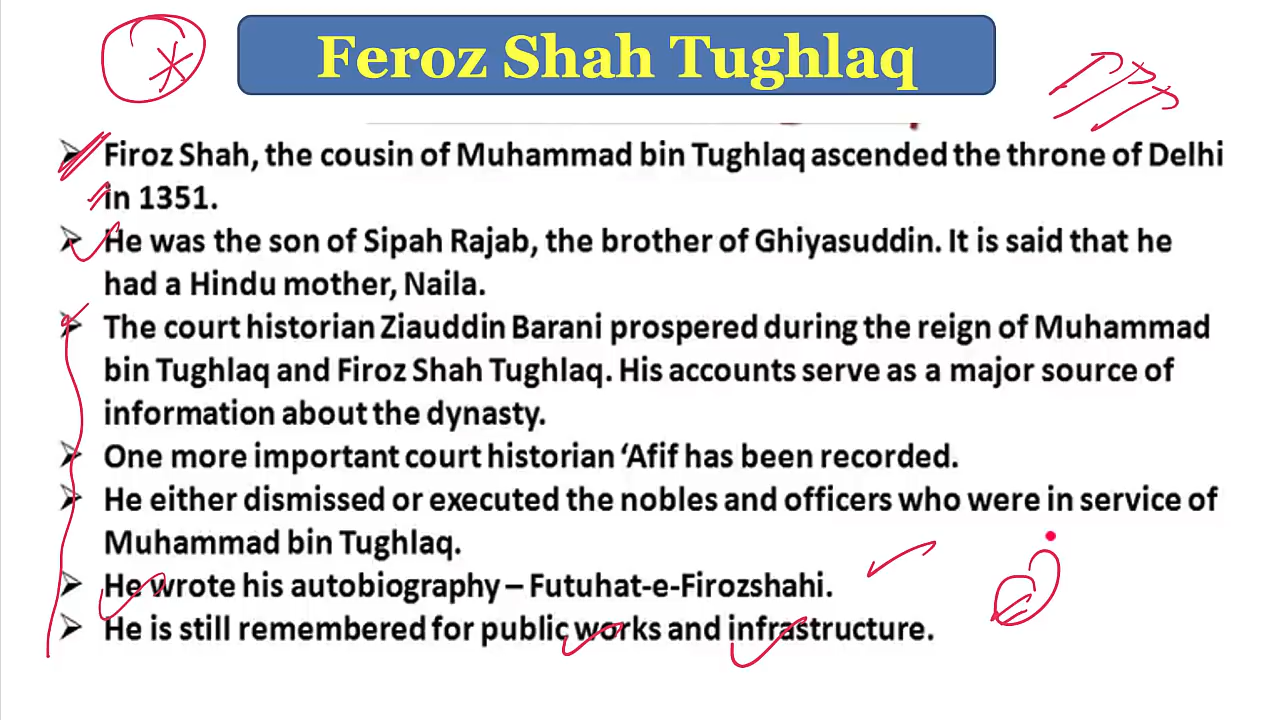 Feroz Shah Tughlaq
Firoz Shah, the cousin of Muhammad bin Tughlaq ascended the throne of Delhi
in 1351.
He was the son of Sipah Rajab, the brother of Ghiyasuddin. It is said that he
had a Hindu mother, Naila.
The court historian Ziauddin Barani prospered during the reign of Muhammad
bin Tughlaq and Firoz Shah Tughlaq. His accounts serve as a major source of
information about the dynasty.
One more important court historian ‘Afif has been recorded.
He either dismissed or executed the nobles and officers who were in service of
Muhammad bin Tughlaq.
He wrote his autobiography – Futuhat-e-Firozshahi.
He is still remembered for public works and infrastructure.